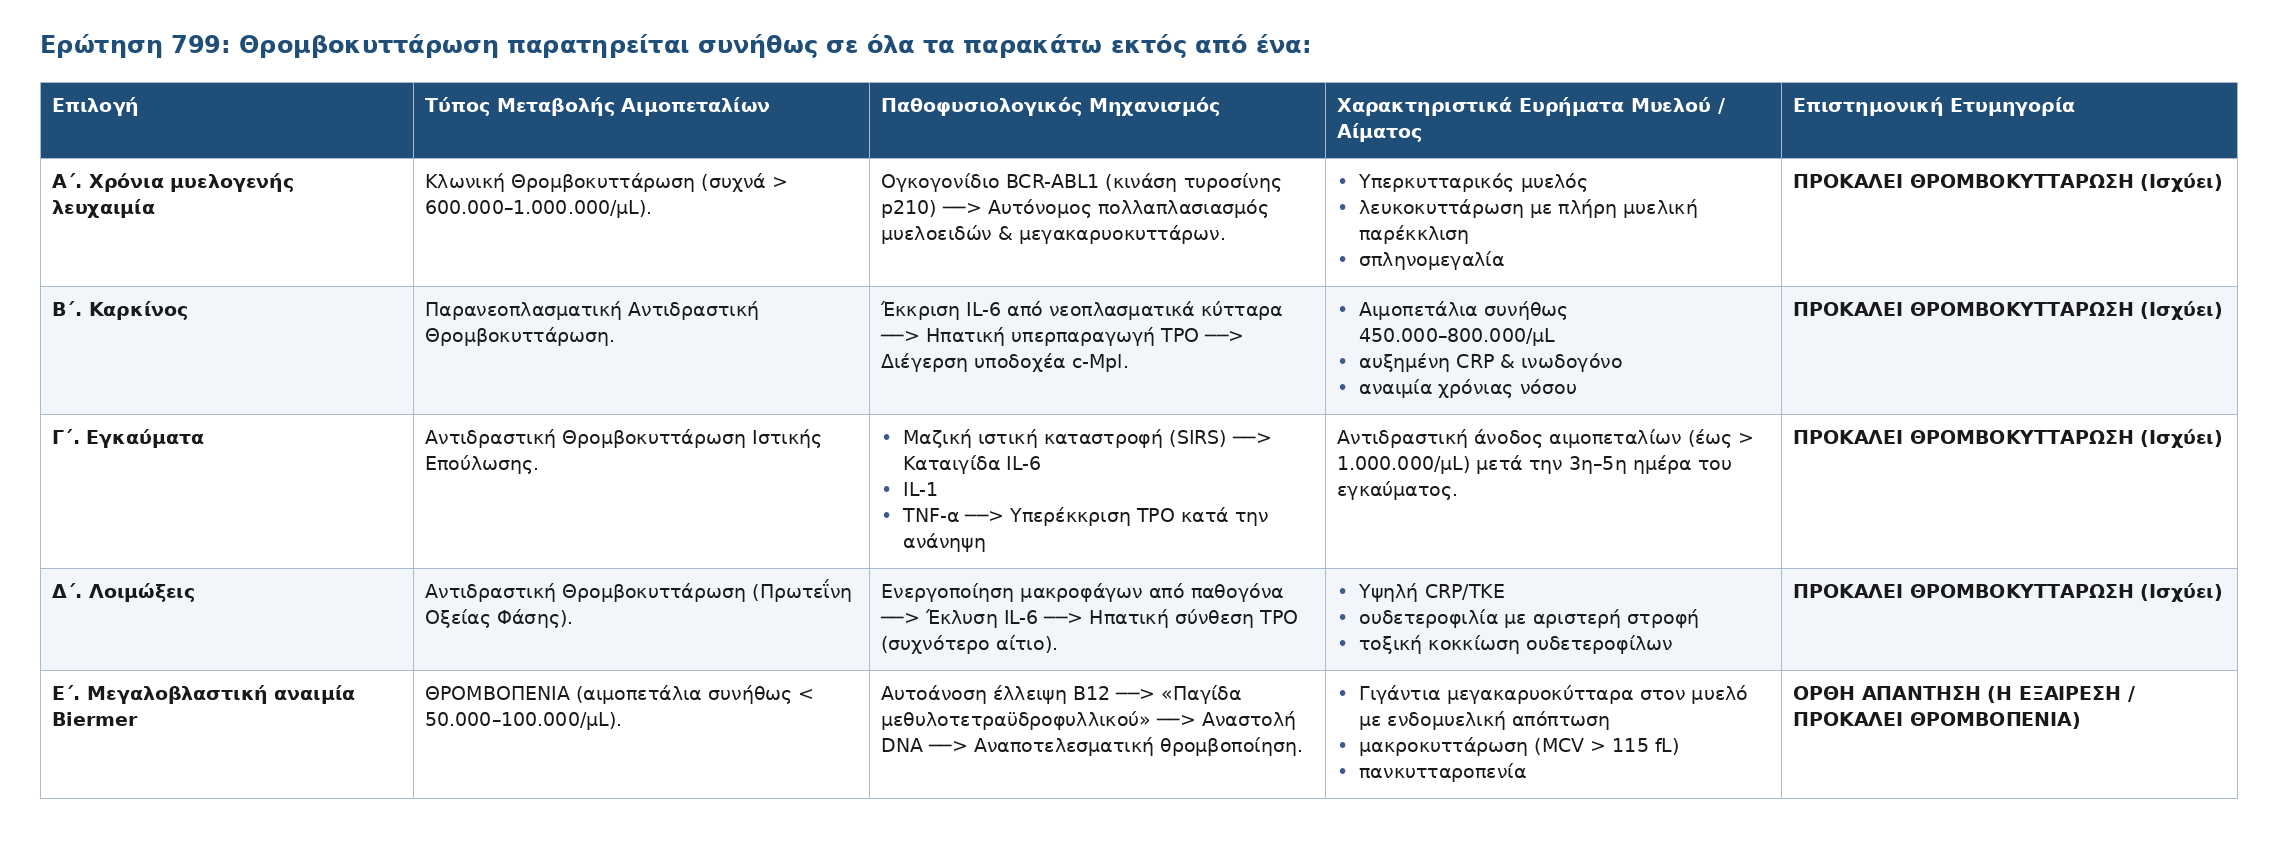 Ερώτηση 799: Θρομβοκυττάρωση παρατηρείται συνήθως σε όλα τα παρακάτω εκτός από ένα:
Επιλογή
Τύπος Μεταβολής Αιμοπεταλίων
Παθοφυσιολογικός Μηχανισμός
Χαρακτηριστικά Ευρήματα Μυελού /
Αίματος
Επιστημονική Ετυμηγορία
Α΄. Χρόνια μυελογενής
λευχαιμία
Κλωνική Θρομβοκυττάρωση (συχνά >
600.000–1.000.000/μL).
Ογκογονίδιο BCR-ABL1 (κινάση τυροσίνης
p210) ──> Αυτόνομος πολλαπλασιασμός
μυελοειδών & μεγακαρυοκυττάρων.
• Υπερκυτταρικός μυελός
• λευκοκυττάρωση με πλήρη μυελική
παρέκκλιση
• σπληνομεγαλία
ΠΡΟΚΑΛΕΙ ΘΡΟΜΒΟΚΥΤΤΑΡΩΣΗ (Ισχύει)
Β΄. Καρκίνος
Παρανεοπλασματική Αντιδραστική
Θρομβοκυττάρωση.
Έκκριση IL-6 από νεοπλασματικά κύτταρα
──> Ηπατική υπερπαραγωγή TPO ──>
Διέγερση υποδοχέα c-Mpl.
• Αιμοπετάλια συνήθως
450.000–800.000/μL
• αυξημένη CRP & ινωδογόνο
• αναιμία χρόνιας νόσου
ΠΡΟΚΑΛΕΙ ΘΡΟΜΒΟΚΥΤΤΑΡΩΣΗ (Ισχύει)
Γ΄. Εγκαύματα
Αντιδραστική Θρομβοκυττάρωση Ιστικής
Επούλωσης.
• Μαζική ιστική καταστροφή (SIRS) ──>
Καταιγίδα IL-6
• IL-1
• TNF-α ──> Υπερέκκριση TPO κατά την
ανάνηψη
Αντιδραστική άνοδος αιμοπεταλίων (έως >
1.000.000/μL) μετά την 3η–5η ημέρα του
εγκαύματος.
ΠΡΟΚΑΛΕΙ ΘΡΟΜΒΟΚΥΤΤΑΡΩΣΗ (Ισχύει)
Δ΄. Λοιμώξεις
Αντιδραστική Θρομβοκυττάρωση (Πρωτεΐνη
Οξείας Φάσης).
Ενεργοποίηση μακροφάγων από παθογόνα
──> Έκλυση IL-6 ──> Ηπατική σύνθεση TPO
(συχνότερο αίτιο).
• Υψηλή CRP/ΤΚΕ
• ουδετεροφιλία με αριστερή στροφή
• τοξική κοκκίωση ουδετεροφίλων
ΠΡΟΚΑΛΕΙ ΘΡΟΜΒΟΚΥΤΤΑΡΩΣΗ (Ισχύει)
Ε΄. Μεγαλοβλαστική αναιμία
Biermer
ΘΡΟΜΒΟΠΕΝΙΑ (αιμοπετάλια συνήθως <
50.000–100.000/μL).
Αυτοάνοση έλλειψη Β12 ──> «Παγίδα
μεθυλοτετραϋδροφυλλικού» ──> Αναστολή
DNA ──> Αναποτελεσματική θρομβοποίηση.
• Γιγάντια μεγακαρυοκύτταρα στον μυελό
με ενδομυελική απόπτωση
• μακροκυττάρωση (MCV > 115 fL)
• πανκυτταροπενία
ΟΡΘΗ ΑΠΑΝΤΗΣΗ (Η ΕΞΑΙΡΕΣΗ /
ΠΡΟΚΑΛΕΙ ΘΡΟΜΒΟΠΕΝΙΑ)